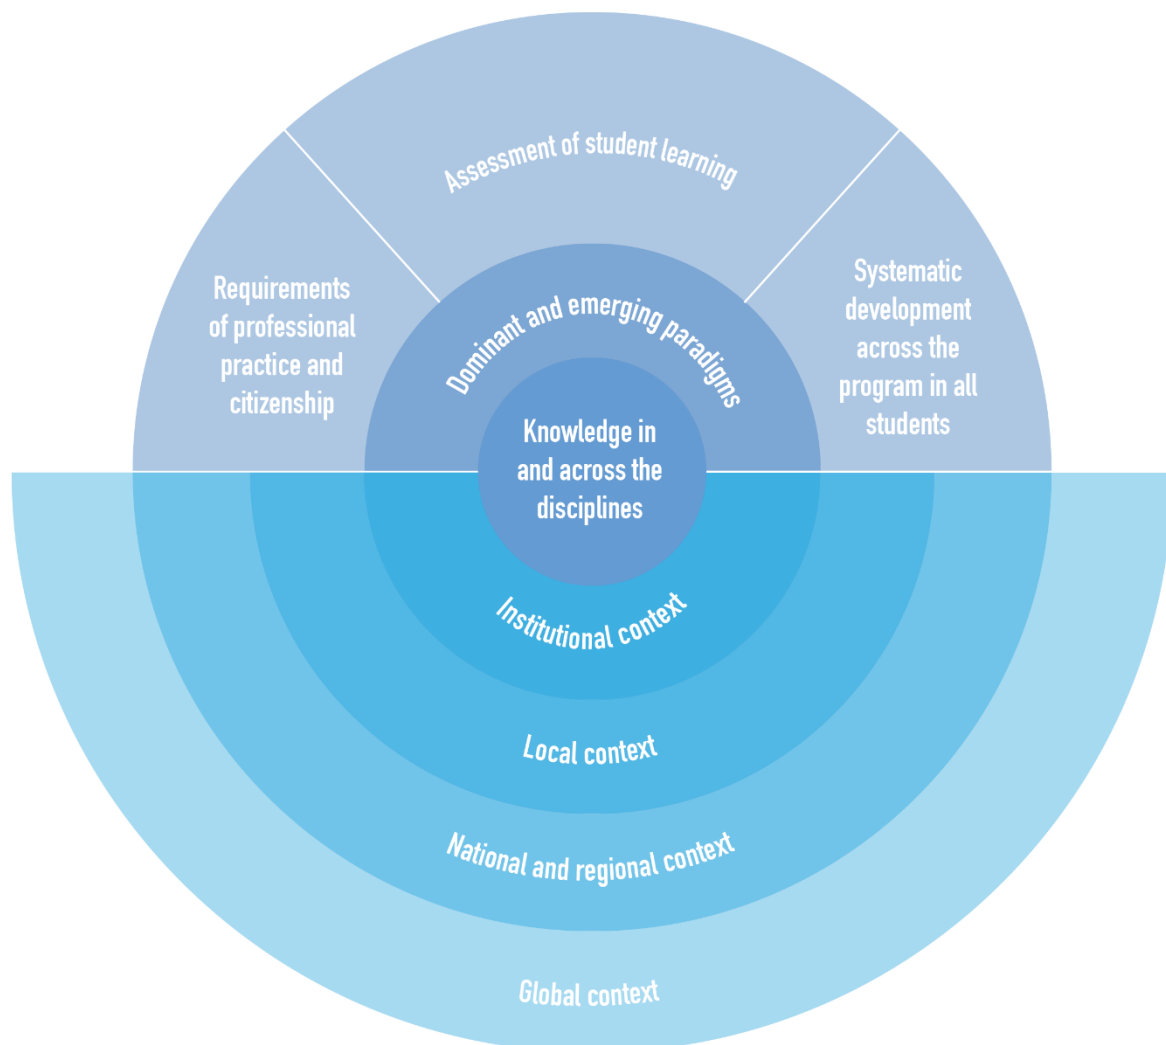 Assessment of student learning
Requirements
of professional
practice and
citizenship
Dominant and emerging paradigms
Systematic
development
across the
program in all
students
Knowledge in
and across the
disciplines
Institutional context
Local context
National and regional context
Global context